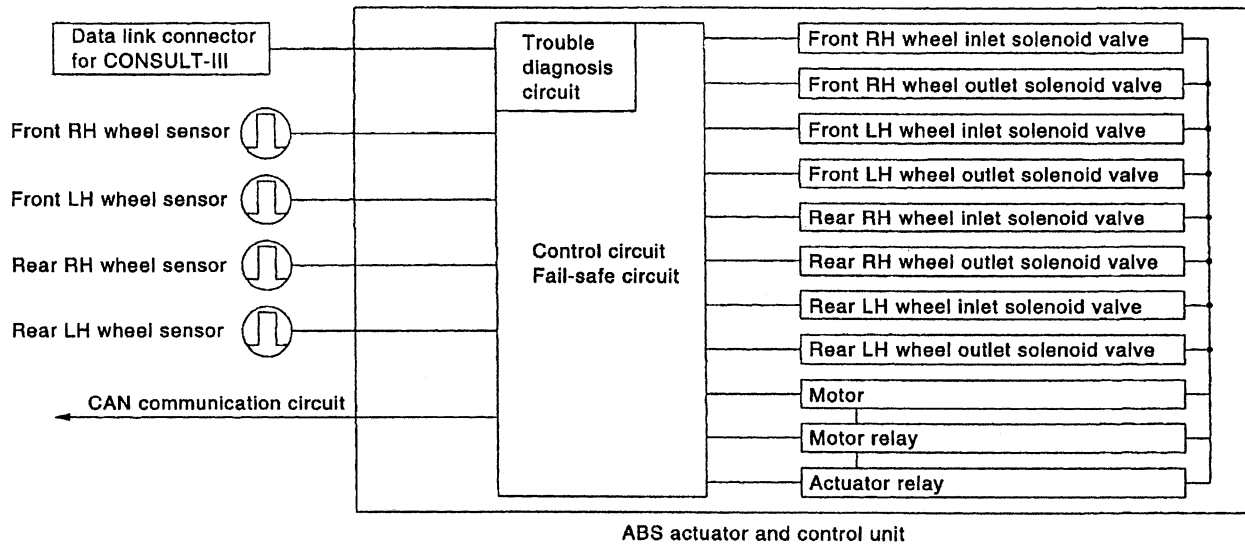 Data link connector
for CONSULT-III
Front RH wheel sensor
Front LH wheel sensor
Rear RH wheel sensor
Rear LH wheel sensor
CAN communication circuit
Trouble
diagnosis
circuit
Control circuit
Fail-safe circuit
Front RH wheel inlet solenoid valve
Front RH wheel outlet solenoid valve
Front LH wheel inlet solenoid valve
Front LH wheel outlet solenoid valve
Rear RH wheel inlet solenoid valve
Rear RH wheel outlet solenoid valve
Rear LH wheel inlet solenoid valve
Rear LH wheel outlet solenoid valve
Motor
Motor relay
Actuator relay
ABS actuator and control unit